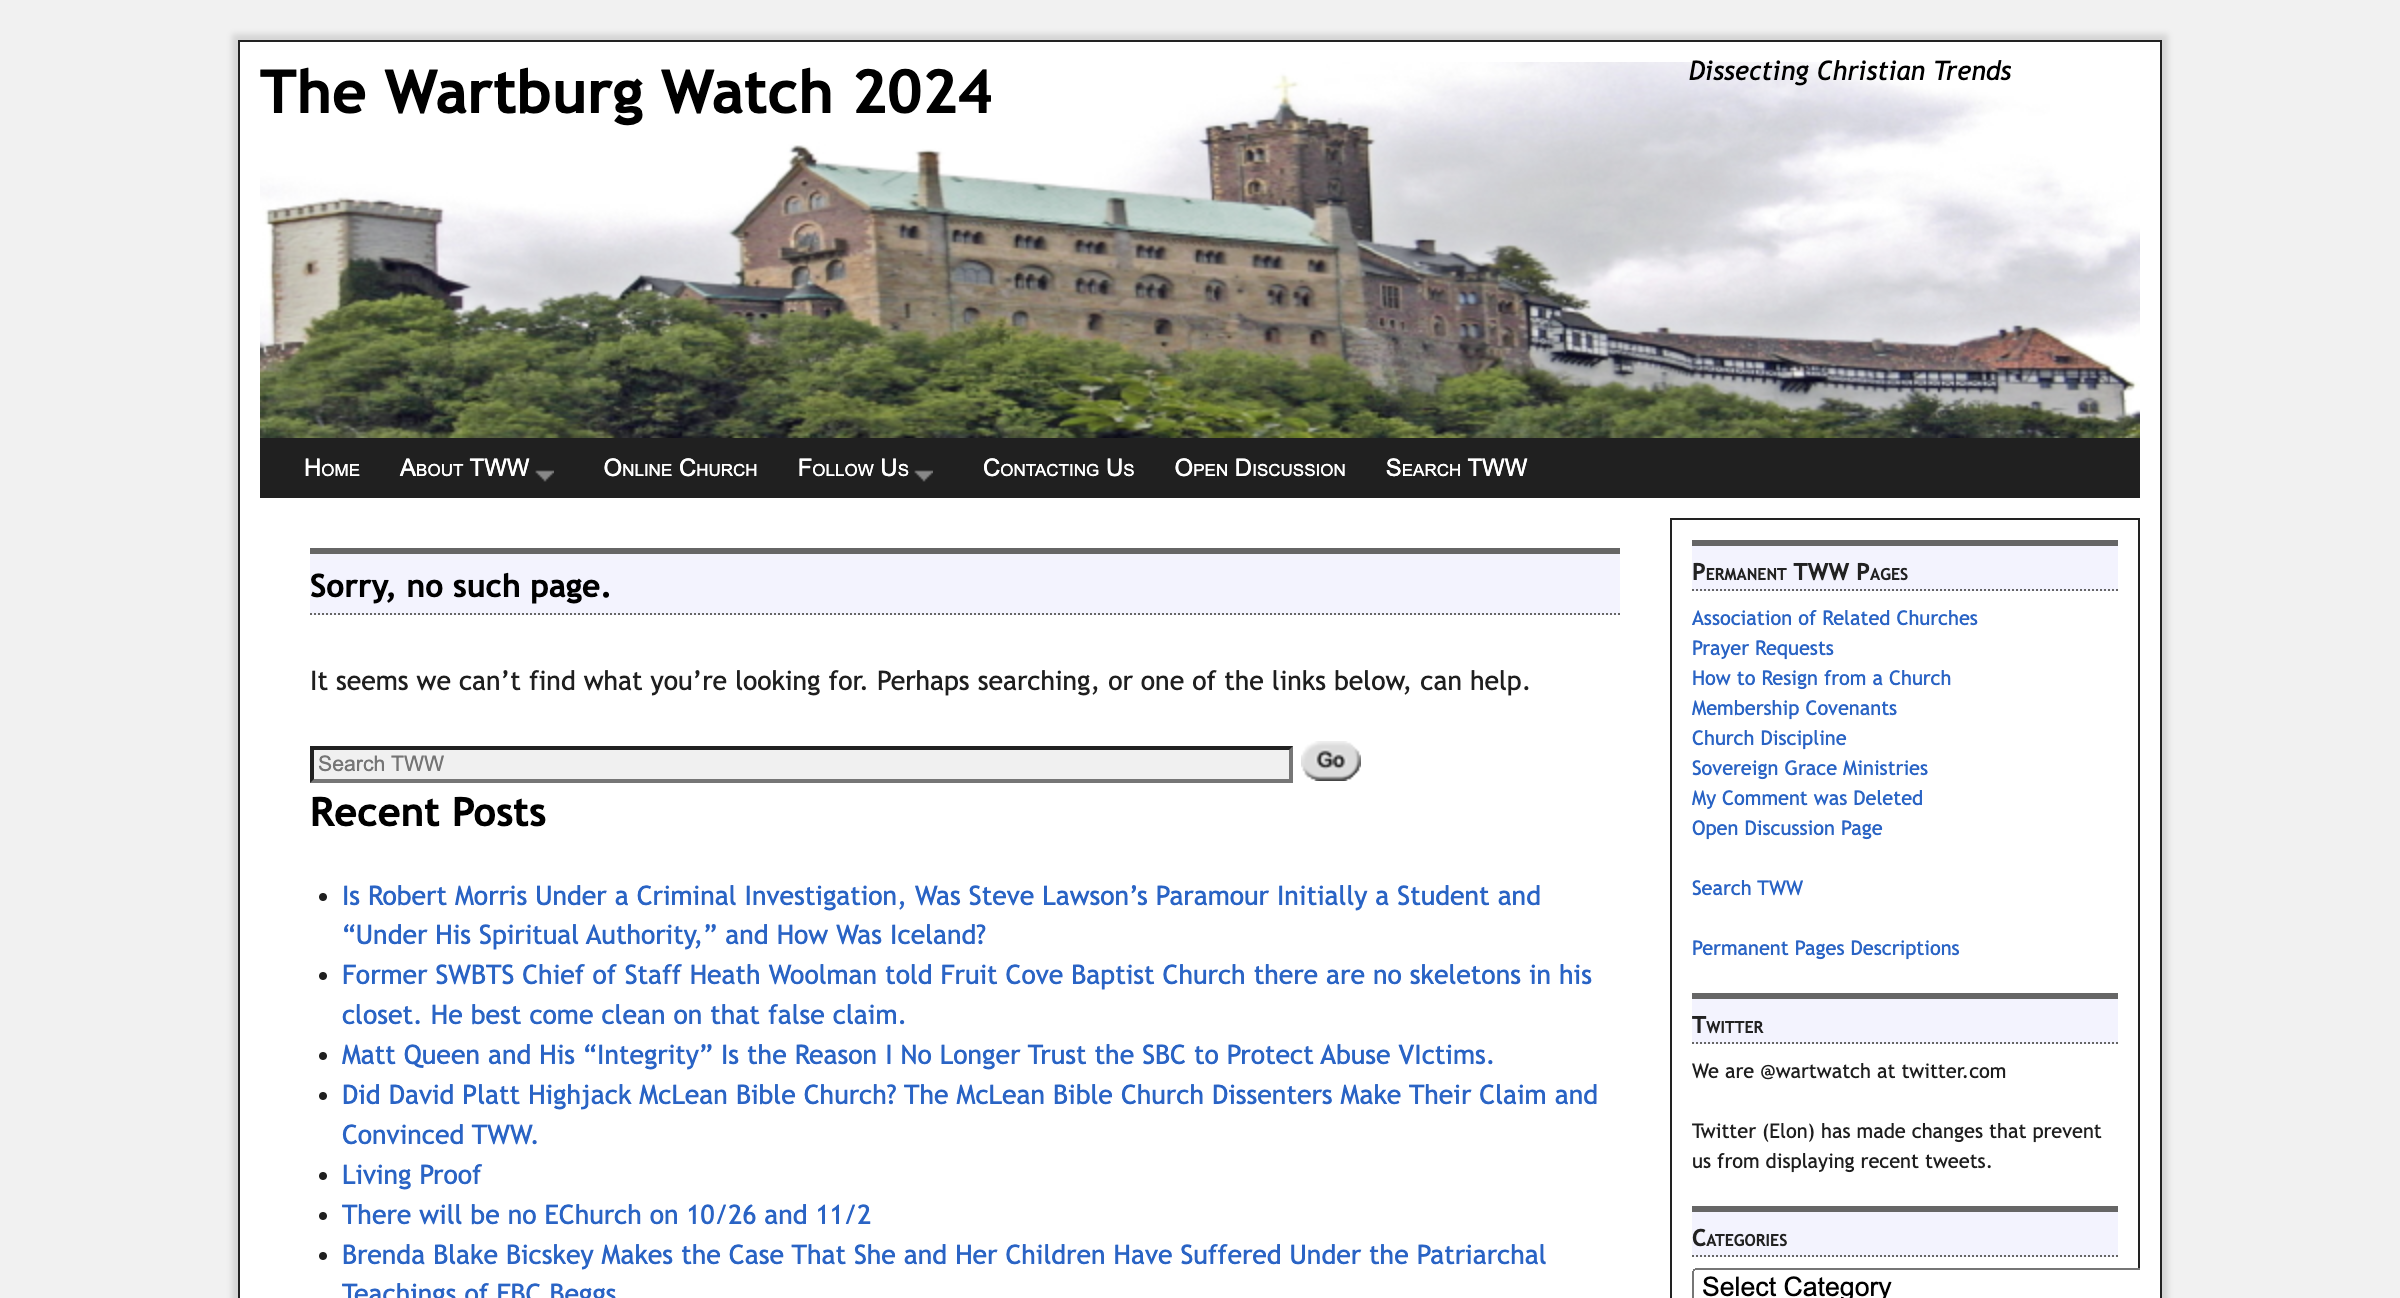 The Wartburg Watch 2024
Dissecting Christian Trends
Home About TWW Online Church Follow Us Contacting Us Open Discussion Search TWW
Sorry, no such page.
It seems we can’t find what you’re looking for. Perhaps searching, or one of the links below, can help.
Search TWW Go
Recent Posts
Is Robert Morris Under a Criminal Investigation, Was Steve Lawson’s Paramour Initially a Student and
“Under His Spiritual Authority,” and How Was Iceland?
Former SWBTS Chief of Staff Heath Woolman told Fruit Cove Baptist Church there are no skeletons in his
closet. He best come clean on that false claim.
Matt Queen and His “Integrity” Is the Reason I No Longer Trust the SBC to Protect Abuse VIctims.
Did David Platt Highjack McLean Bible Church? The McLean Bible Church Dissenters Make Their Claim and
Convinced TWW.
Living Proof
There will be no EChurch on 10/26 and 11/2
Brenda Blake Bicskey Makes the Case That She and Her Children Have Suffered Under the Patriarchal
Teachings of FBC Beggs
Permanent TWW Pages
Association of Related Churches
Prayer Requests
How to Resign from a Church
Membership Covenants
Church Discipline
Sovereign Grace Ministries
My Comment was Deleted
Open Discussion Page
Search TWW
Permanent Pages Descriptions
Twitter
We are @wartwatch at twitter.com
Twitter (Elon) has made changes that prevent
us from displaying recent tweets.
Categories
Select Category